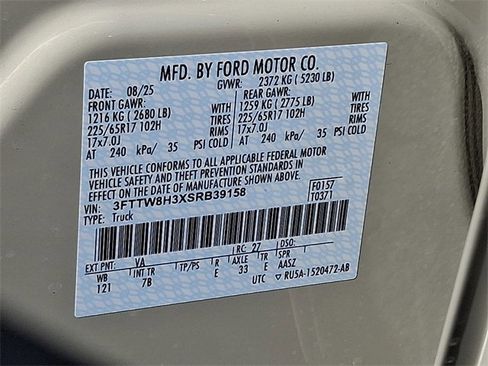 MFD. BY FORD MOTOR CO.
DATE: 08/25 GVWR: 2372 KG ( 5230 LB)
FRONT GAWR: REAR GAWR:
1216 KG ( 2680 LB) 1259 KG ( 2775 LB)
225/65R17 102H TIRES 225/65R17 102H TIRES
17x7.0J RIMS 17x7.0J RIMS
AT 240 kPa/ 35 PSI COLD AT 240 kPa/ 35 PSI COLD
THIS VEHICLE CONFORMS TO ALL APPLICABLE FEDERAL MOTOR
VEHICLE SAFETY AND THEFT PREVENTION STANDARDS IN
EFFECT ON THE DATE OF MANUFACTURE SHOWN ABOVE.
VIN: 3FTTW8H3XSRB39158 F0157
TYPE: Truck T0371
EXT PNT: VA RC: 27 DSO:
WB INT TR TP/PS R AXLE TR S AASZ
121 7B E 33 E UTC RU5A-1520472-AB